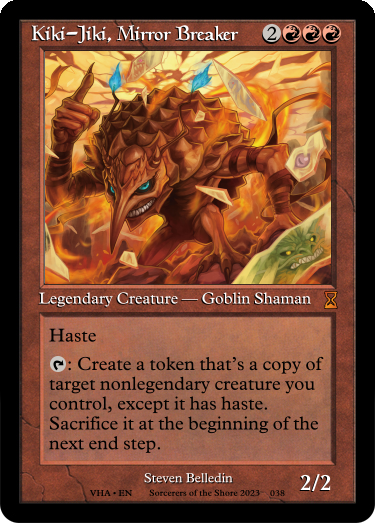 Kiki-Jiki, Mirror Breaker 2
Legendary Creature — Goblin Shaman
Haste
: Create a token that's a copy of
target nonlegendary creature you
control, except it has haste.
Sacrifice it at the beginning of the
next end step.
Steven Belledin
VHA • EN Sorcerers of the Shore 2023 038
2/2